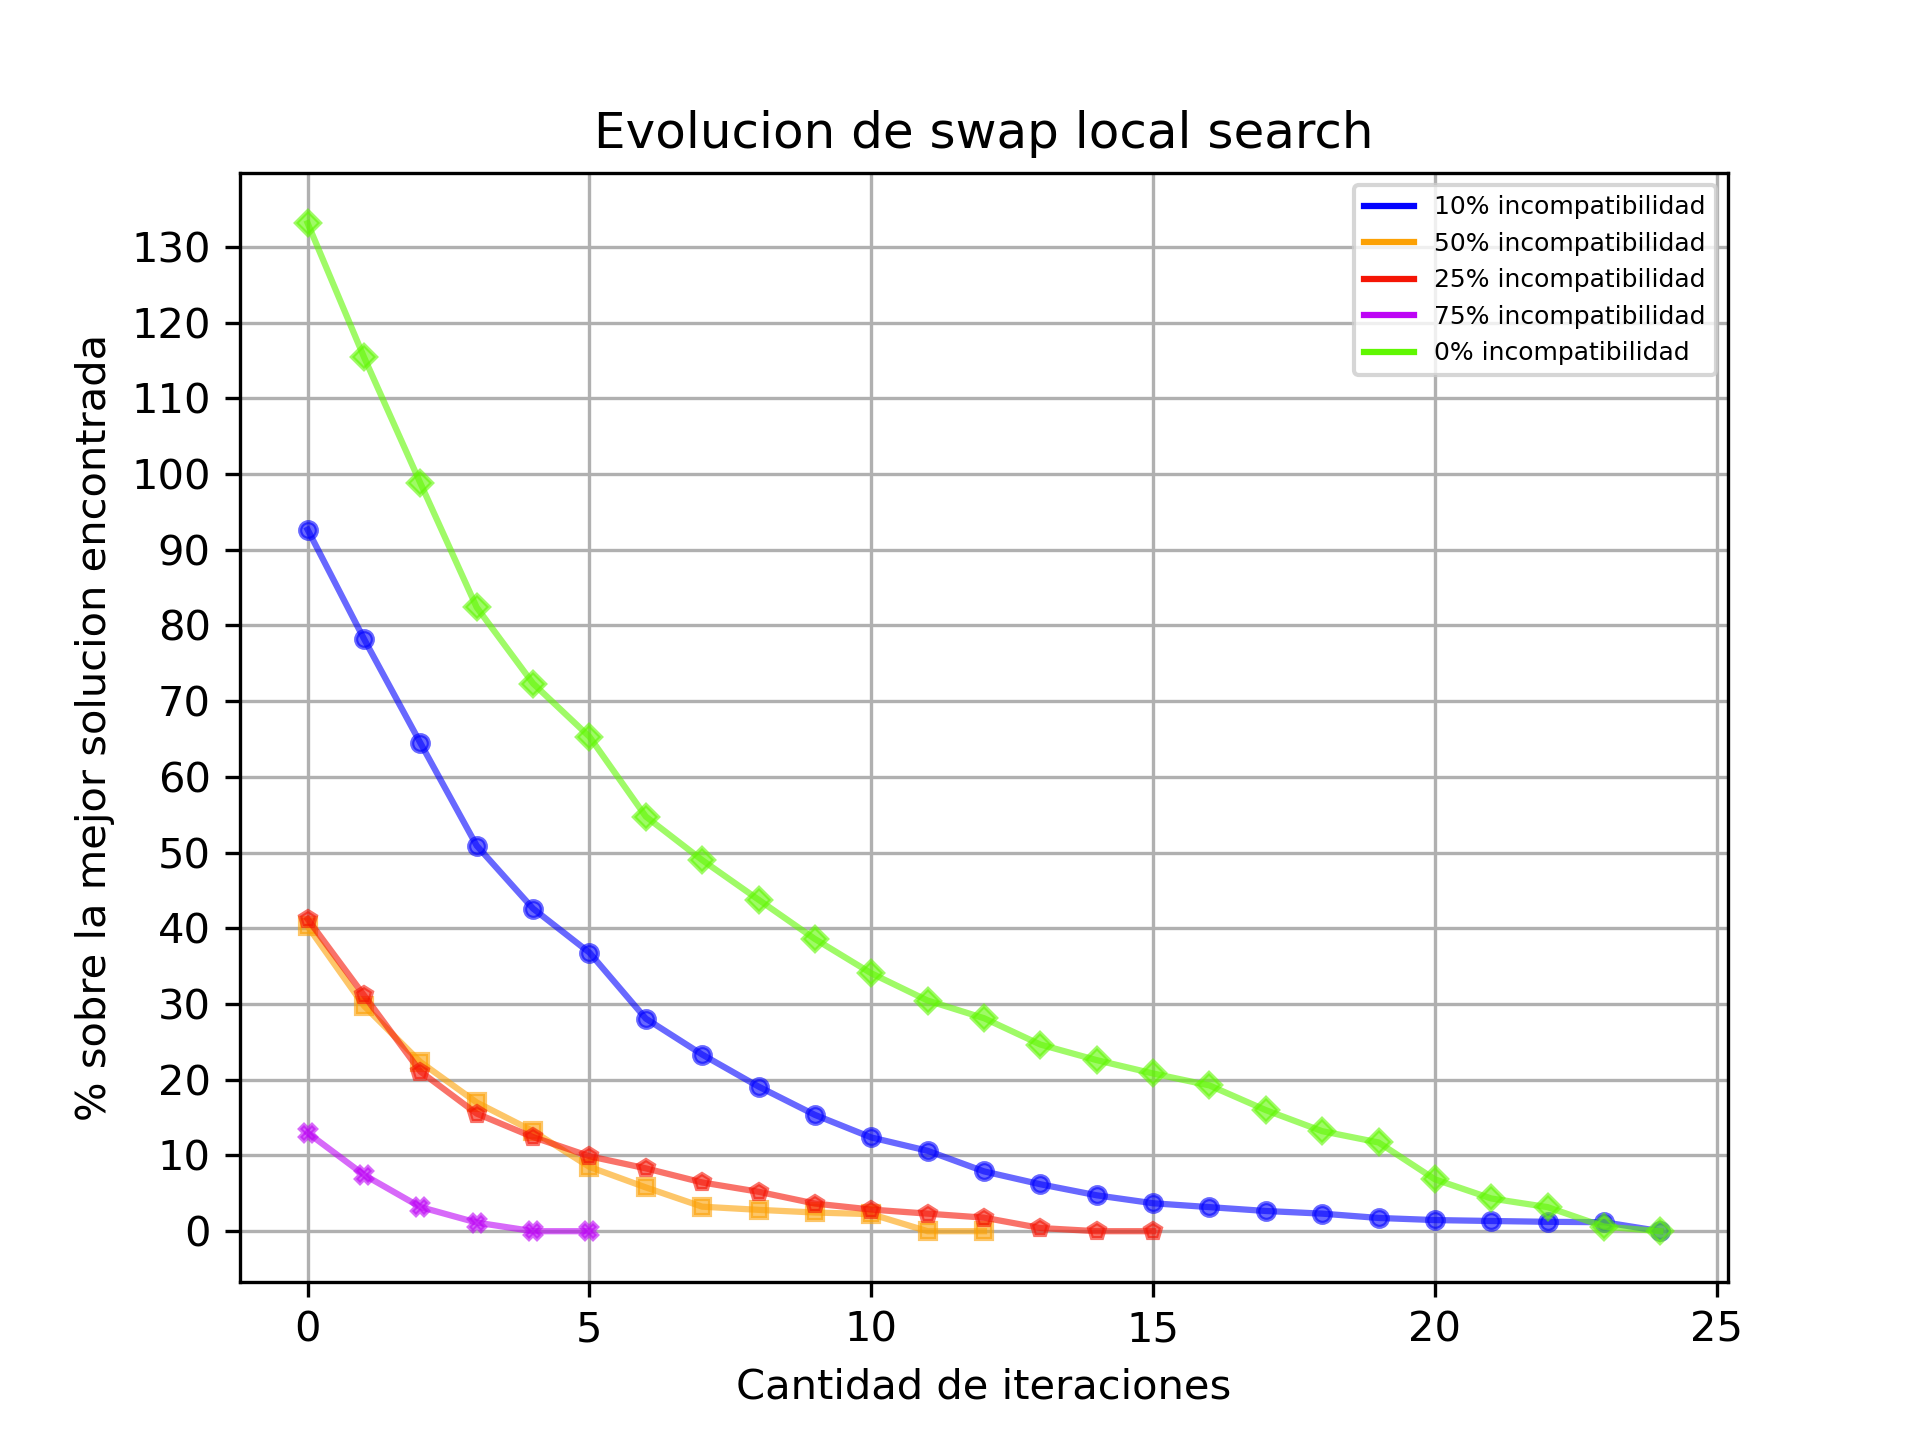 Evolucion de swap local search
10% incompatibilidad
50% incompatibilidad
25% incompatibilidad
75% incompatibilidad
0% incompatibilidad
% sobre la mejor solucion encontrada
130
120
110
100
90
80
70
60
50
40
30
20
10
0
0 5 10 15 20 25
Cantidad de iteraciones